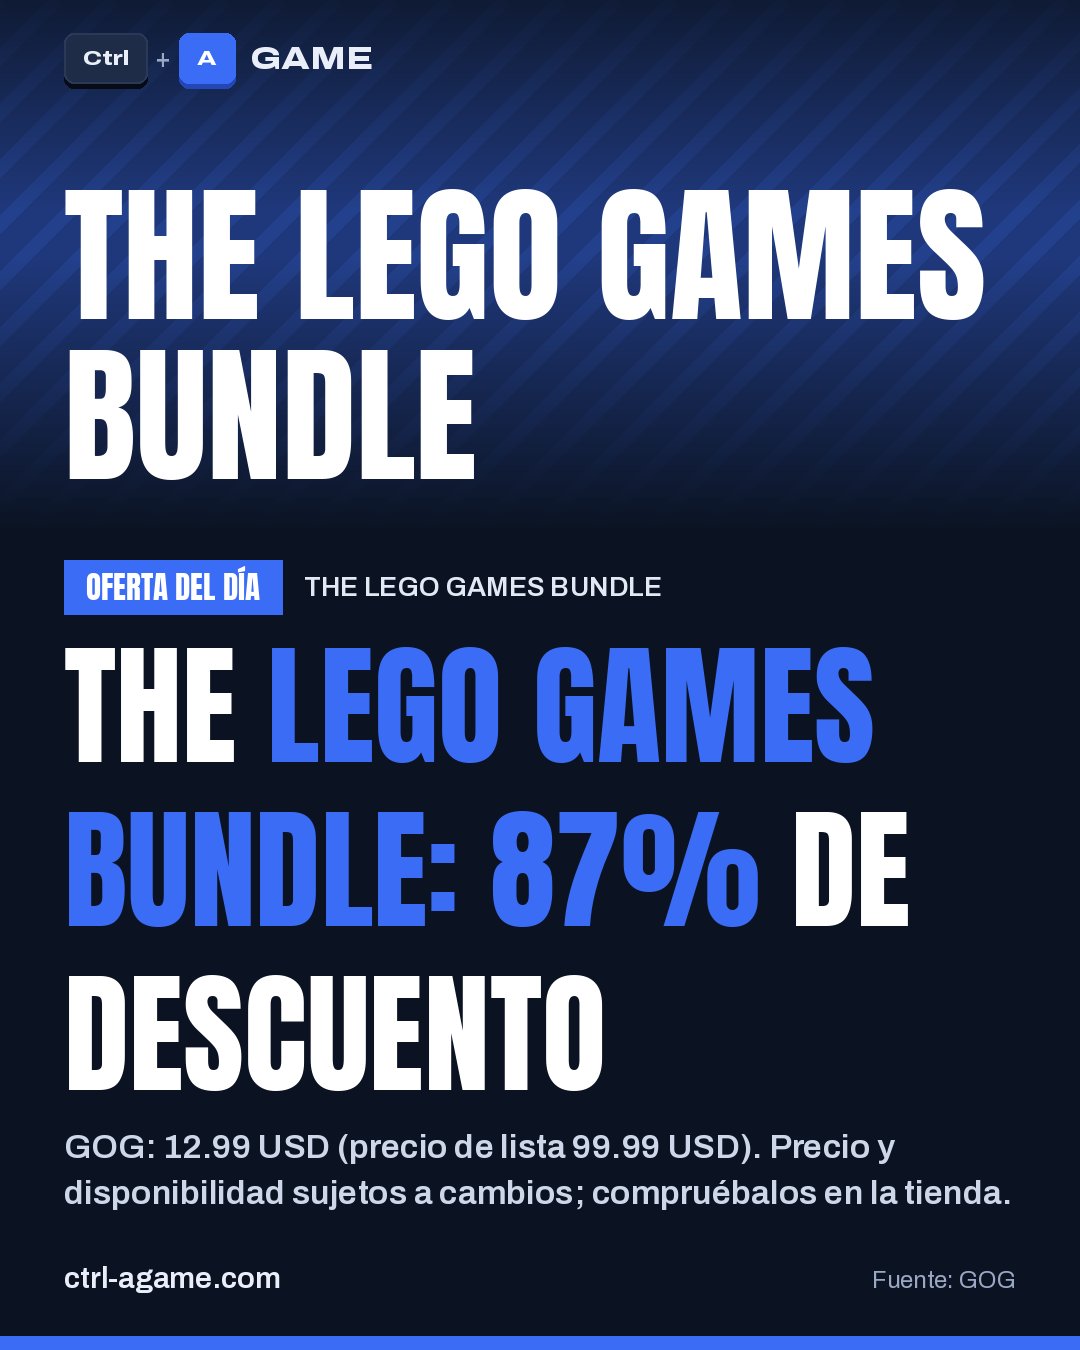 Ctrl + A GAME
THE LEGO GAMES
BUNDLE
OFERTA DEL DÍA THE LEGO GAMES BUNDLE
THE LEGO GAMES
BUNDLE: 87% DE
DESCUENTO
GOG: 12.99 USD (precio de lista 99.99 USD). Precio y
disponibilidad sujetos a cambios; compruébalos en la tienda.
ctrl-agame.com Fuente: GOG